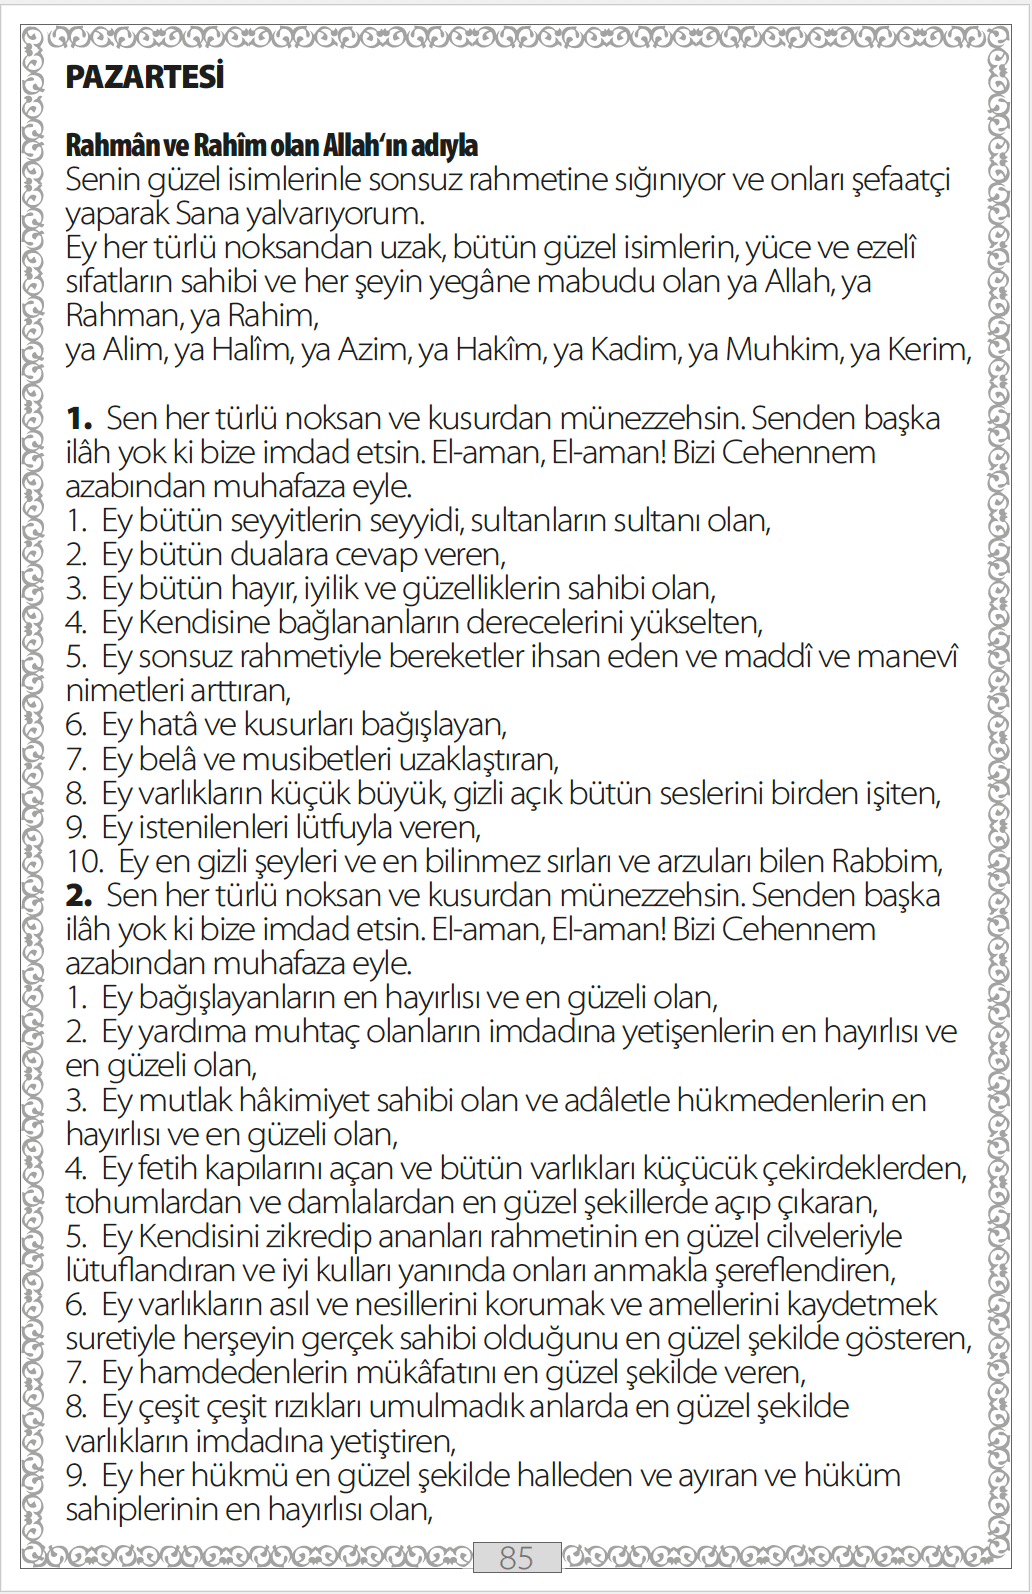 PAZARTESİ
Rahmân ve Rahîm olan Allah‘ın adıyla
Senin güzel isimlerinle sonsuz rahmetine sığınıyor ve onları şefaatçi
yaparak Sana yalvarıyorum.
Ey her türlü noksandan uzak, bütün güzel isimlerin, yüce ve ezelî
sıfatların sahibi ve her şeyin yegâne mabudu olan ya Allah, ya
Rahman, ya Rahim,
ya Alim, ya Halîm, ya Azim, ya Hakîm, ya Kadim, ya Muhkim, ya Kerim,
1. Sen her türlü noksan ve kusurdan münezzehsin. Senden başka
ilâh yok ki bize imdad etsin. El-aman, El-aman! Bizi Cehennem
azabından muhafaza eyle.
1. Ey bütün seyyitlerin seyyidi, sultanların sultanı olan,
2. Ey bütün dualara cevap veren,
3. Ey bütün hayır, iyilik ve güzelliklerin sahibi olan,
4. Ey Kendisine bağlananların derecelerini yükselten,
5. Ey sonsuz rahmetiyle bereketler ihsan eden ve maddî ve manevî
nimetleri arttıran,
6. Ey hatâ ve kusurları bağışlayan,
7. Ey belâ ve musibetleri uzaklaştıran,
8. Ey varlıkların küçük büyük, gizli açık bütün seslerini birden işiten,
9. Ey istenilenleri lütfuyla veren,
10. Ey en gizli şeyleri ve en bilinmez sırları ve arzuları bilen Rabbim,
2. Sen her türlü noksan ve kusurdan münezzehsin. Senden başka
ilâh yok ki bize imdad etsin. El-aman, El-aman! Bizi Cehennem
azabından muhafaza eyle.
1. Ey bağışlayanların en hayırlısı ve en güzeli olan,
2. Ey yardıma muhtaç olanların imdadına yetişenlerin en hayırlısı ve
en güzeli olan,
3. Ey mutlak hâkimiyet sahibi olan ve adâletle hükmedenlerin en
hayırlısı ve en güzeli olan,
4. Ey fetih kapılarını açan ve bütün varlıkları küçücük çekirdeklerden,
tohumlardan ve damlalardan en güzel şekillerde açıp çıkaran,
5. Ey Kendisini zikredip ananları rahmetinin en güzel cilveleriyle
lütuflandıran ve iyi kulları yanında onları anmakla şereflendiren,
6. Ey varlıkların asıl ve nesillerini korumak ve amellerini kaydetmek
suretiyle herşeyin gerçek sahibi olduğunu en güzel şekilde gösteren,
7. Ey hamdedenlerin mükâfatını en güzel şekilde veren,
8. Ey çeşit çeşit rızıkları umulmadık anlarda en güzel şekilde
varlıkların imdadına yetiştiren,
9. Ey her hükmü en güzel şekilde halleden ve ayıran ve hüküm
sahiplerinin en hayırlısı olan,
85